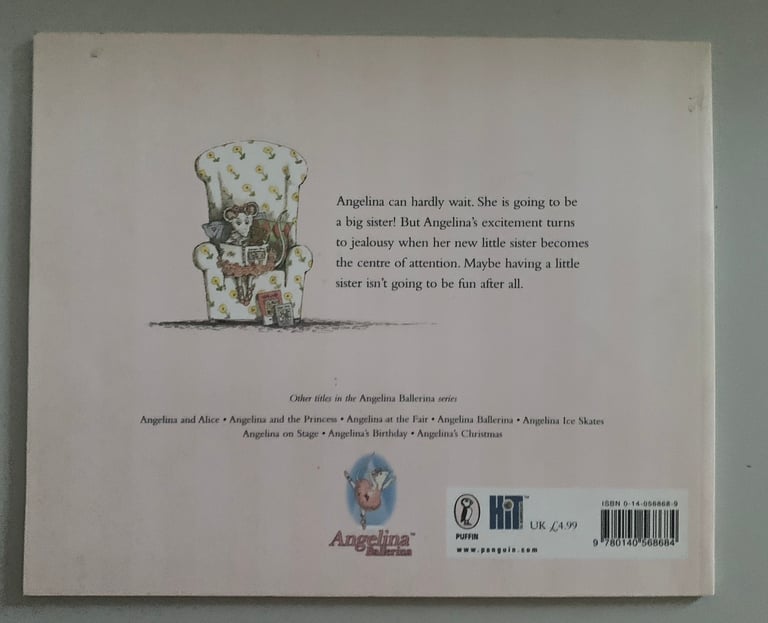 Angelina can hardly wait. She is going to be
a big sister! But Angelina's excitement turns
to jealousy when her new little sister becomes
the centre of attention. Maybe having a little
sister isn't going to be fun after all.
Other titles in the Angelina Ballerina series
Angelina and Alice • Angelina and the Princess • Angelina at the Fair • Angelina Ballerina • Angelina Ice Skates
Angelina on Stage • Angelina's Birthday • Angelina's Christmas
Angelina™
Ballerina
PUFFIN
HiT™
UK £4.99
www.penguin.com
ISBN 0-14-056868-9
9 780140 568684